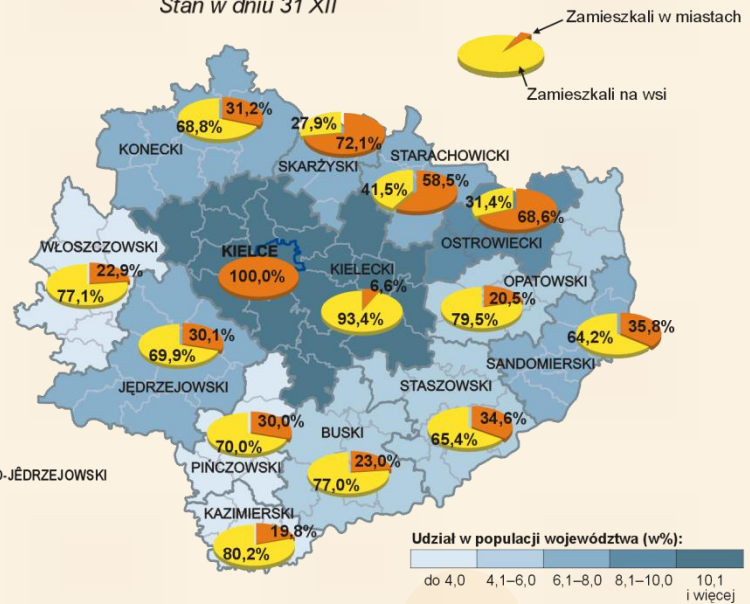 Stan w dniu 31 XII
Zamieszkali w miastach
Zamieszkali na wsi
31,2%
68,8%
KONECKI
27,9%
72,1%
SKARŻYSKI
STARACHOWICKI
41,5%
58,5%
31,4%
68,6%
OSTROWIECKI
WŁOSZCZOWSKI
22,9%
77,1%
KIELCE
100,0%
KIELECKI
6,6%
93,4%
OPATOWSKI
20,5%
79,5%
35,8%
64,2%
SANDOMIERSKI
30,1%
69,9%
JĘDRZEJOWSKI
STASZOWSKI
34,6%
65,4%
30,0%
70,0%
PIŃCZOWSKI
BUSKI
23,0%
77,0%
O-JÊDRZEJOWSKI
KAZIMIERSKI
19,8%
80,2%
Udział w populacji województwa (w%):
do 4,0 4,1–6,0 6,1–8,0 8,1–10,0 10,1
i więcej